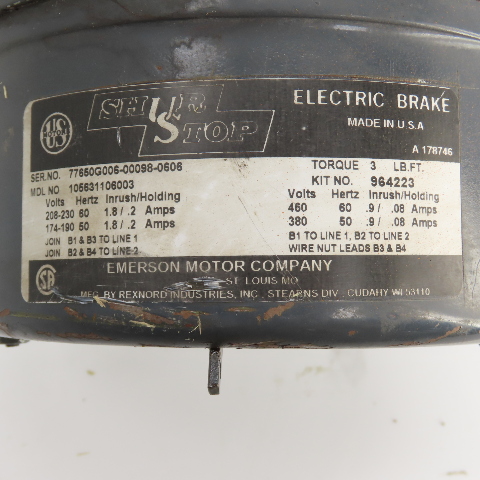 US
MOTORS
SHUR STOP
US
ELECTRIC BRAKE
MADE IN U.S.A
A 178746
SER.NO. 77650G006-00098-0606
MDL NO. 105631106003
Volts Hertz Inrush/Holding
208-230 60 1.8/.2 Amps
174-190 50 1.8/.2 Amps
JOIN B1 & B3 TO LINE 1
JOIN B2 & B4 TO LINE 2
TORQUE 3 LB.FT.
KIT NO. 964223
Volts Hertz Inrush/Holding
460 60 .9/ .08 Amps
380 50 .9/ .08 Amps
B1 TO LINE 1, B2 TO LINE 2
WIRE NUT LEADS B3 & B4
EMERSON MOTOR COMPANY
ST. LOUIS MO.
MFG. BY REXNORD INDUSTRIES, INC., STEARNS DIV., CUDAHY WI 53110